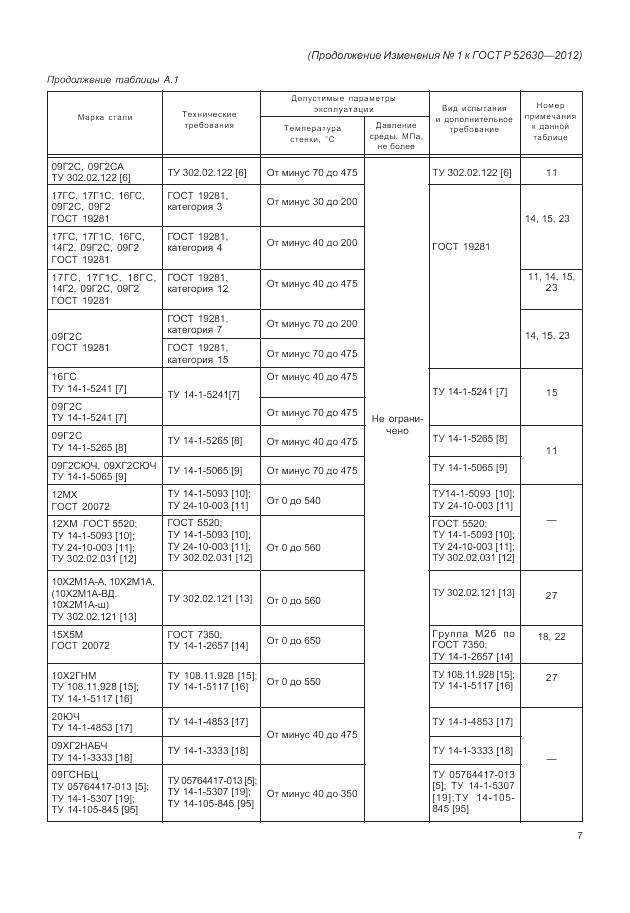 (Продолжение Изменения № 1 к ГОСТ Р 52630—2012)
Продолжение таблицы А.1
Марка стали
Технические
требования
Допустимые параметры
эксплуатации
Температура
стенки, °С
Давление
среды, МПа,
не более
Вид испытания
и дополнительное
требование
Номер
примечания
к данной
таблице
09Г2С, 09Г2СА
ТУ 302.02.122 [6]
ТУ 302.02.122 [6]
От минус 70 до 475
ТУ 302.02.122 [6]
11
17ГС, 17Г1С, 16ГС,
09Г2С, 09Г2
ГОСТ 19281
ГОСТ 19281,
категория 3
От минус 30 до 200
14, 15, 23
17ГС, 17Г1С, 16ГС,
14Г2, 09Г2С, 09Г2
ГОСТ 19281
ГОСТ 19281,
категория 4
От минус 40 до 200
ГОСТ 19281
17ГС, 17Г1С, 16ГС,
14Г2, 09Г2С, 09Г2
ГОСТ 19281
ГОСТ 19281,
категория 12
От минус 40 до 475
11, 14, 15,
23
09Г2С
ГОСТ 19281
ГОСТ 19281,
категория 7
От минус 70 до 200
14, 15, 23
ГОСТ 19281,
категория 15
От минус 70 до 475
16ГС
ТУ 14-1-5241 [7]
ТУ 14-1-5241[7]
От минус 40 до 475
ТУ 14-1-5241 [7]
15
09Г2С
ТУ 14-1-5241 [7]
От минус 70 до 475
Не ограни-
чено
09Г2С
ТУ 14-1-5265 [8]
ТУ 14-1-5265 [8]
От минус 40 до 475
ТУ 14-1-5265 [8]
11
09Г2СЮЧ, 09ХГ2СЮЧ
ТУ 14-1-5065 [9]
ТУ 14-1-5065 [9]
От минус 70 до 475
ТУ 14-1-5065 [9]
12МХ
ГОСТ 20072
ТУ 14-1-5093 [10];
ТУ 24-10-003 [11]
От 0 до 540
ТУ14-1-5093 [10];
ТУ 24-10-003 [11]
—
12ХМ ГОСТ 5520;
ТУ 14-1-5093 [10];
ТУ 24-10-003 [11];
ТУ 302.02.031 [12]
ГОСТ 5520;
ТУ 14-1-5093 [10];
ТУ 24-10-003 [11];
ТУ 302.02.031 [12]
От 0 до 560
ГОСТ 5520;
ТУ 14-1-5093 [10];
ТУ 24-10-003 [11];
ТУ 302.02.031 [12]
10Х2М1А-А, 10Х2М1А,
(10Х2М1А-ВД,
10Х2М1А-ш)
ТУ 302.02.121 [13]
ТУ 302.02.121 [13]
От 0 до 560
ТУ 302.02.121 [13]
27
15Х5М
ГОСТ 20072
ГОСТ 7350;
ТУ 14-1-2657 [14]
От 0 до 650
Группа М2б по
ГОСТ 7350;
ТУ 14-1-2657 [14]
18, 22
10Х2ГНМ
ТУ 108.11.928 [15];
ТУ 14-1-5117 [16]
ТУ 108.11.928 [15];
ТУ 14-1-5117 [16]
От 0 до 550
ТУ 108.11.928 [15];
ТУ 14-1-5117 [16]
27
20ЮЧ
ТУ 14-1-4853 [17]
ТУ 14-1-4853 [17]
От минус 40 до 475
ТУ 14-1-4853 [17]
—
09ХГ2НАБЧ
ТУ 14-1-3333 [18]
ТУ 14-1-3333 [18]
ТУ 14-1-3333 [18]
09ГСНБЦ
ТУ 05764417-013 [5];
ТУ 14-1-5307 [19];
ТУ 14-105-845 [95]
ТУ 05764417-013 [5];
ТУ 14-1-5307 [19];
ТУ 14-105-845 [95]
От минус 40 до 350
ТУ 05764417-013
[5]; ТУ 14-1-5307
[19];ТУ 14-105-
845 [95]
7